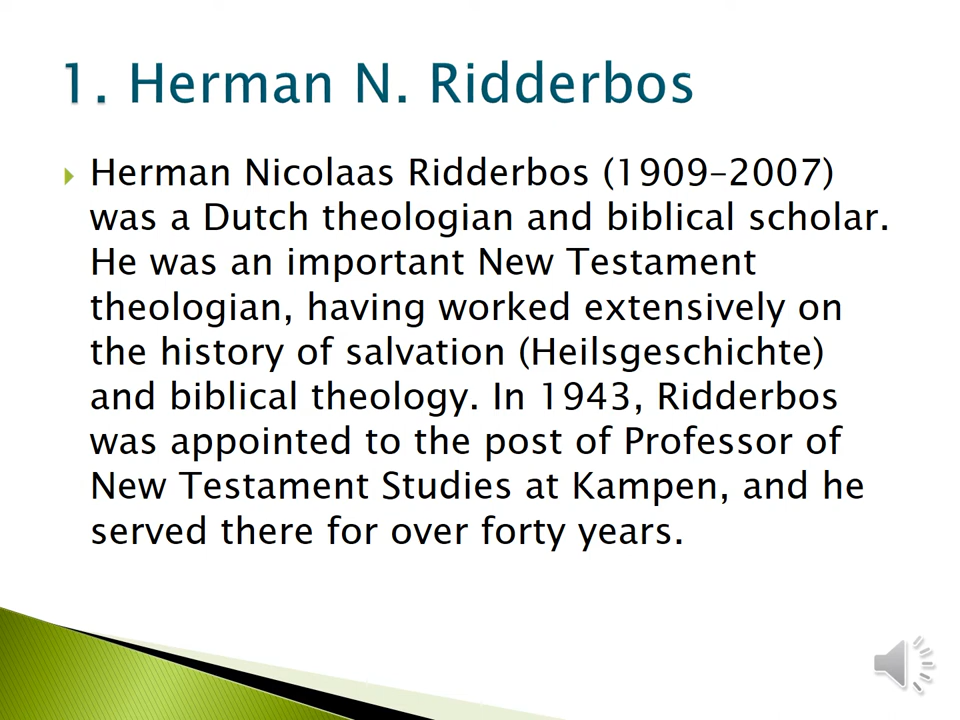 1. Herman N. Ridderbos
Herman Nicolaas Ridderbos (1909–2007)
was a Dutch theologian and biblical scholar.
He was an important New Testament
theologian, having worked extensively on
the history of salvation (Heilsgeschichte)
and biblical theology. In 1943, Ridderbos
was appointed to the post of Professor of
New Testament Studies at Kampen, and he
served there for over forty years.